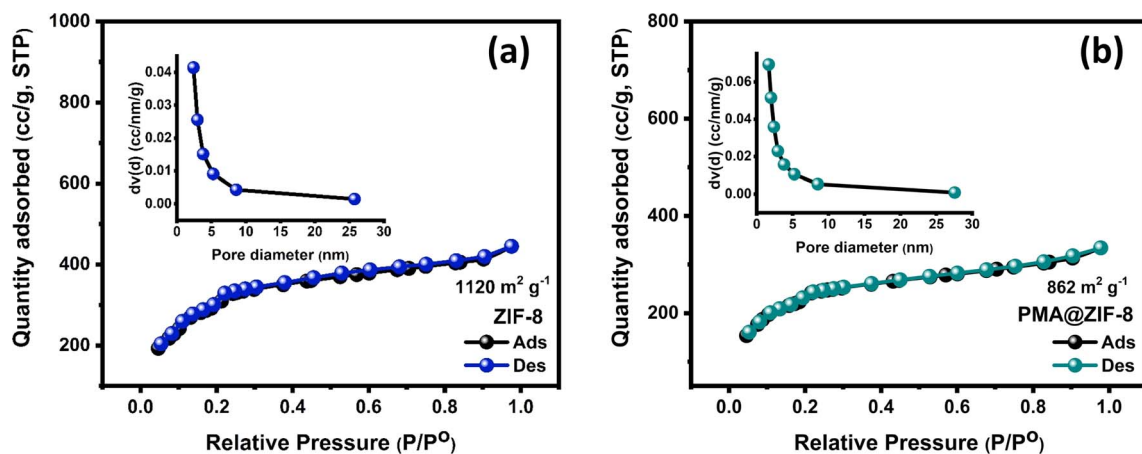 (a)
Quantity adsorbed (cc/g, STP)
1000
800
600
400
200
0.0 0.2 0.4 0.6 0.8 1.0
Relative Pressure (P/P⁰)
dv(d) (cc/nm/g)
0.04
0.03
0.02
0.01
0.00
0 5 10 15 20 25 30
Pore diameter (nm)
1120 m² g⁻¹
ZIF-8
Ads
Des
(b)
Quantity adsorbed (cc/g, STP)
800
600
400
200
0
0.0 0.2 0.4 0.6 0.8 1.0
Relative Pressure (P/P⁰)
dv(d) (cc/nm/g)
0.06
0.04
0.02
0.00
0 5 10 15 20 25 30
Pore diameter (nm)
862 m² g⁻¹
PMA@ZIF-8
Ads
Des